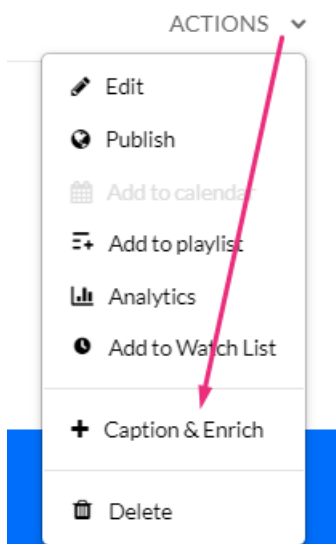 ACTIONS
Edit
Publish
Add to calendar
Add to playlist
Analytics
Add to Watch List
Caption & Enrich
Delete